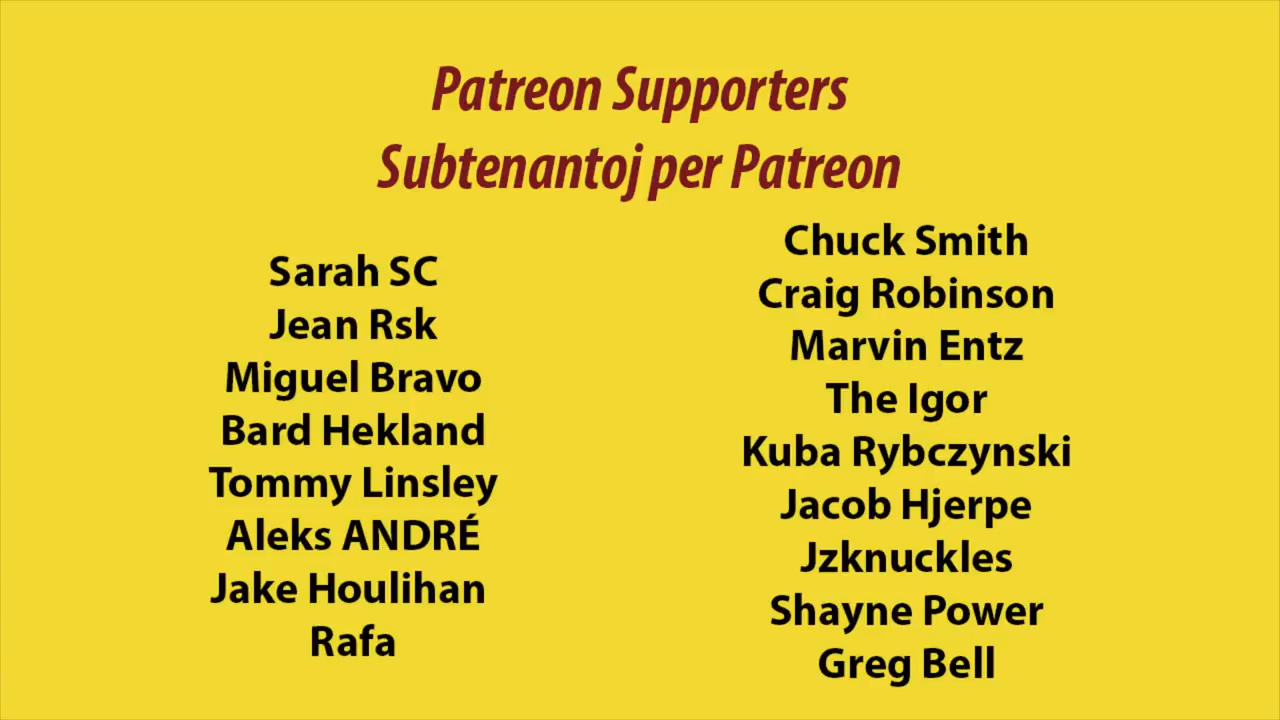 Patreon Supporters
Subtenantoj per Patreon
Sarah SC
Jean Rsk
Miguel Bravo
Bard Hekland
Tommy Linsley
Aleks ANDRÉ
Jake Houlihan
Rafa
Chuck Smith
Craig Robinson
Marvin Entz
The Igor
Kuba Rybczynski
Jacob Hjerpe
Jzknuckles
Shayne Power
Greg Bell